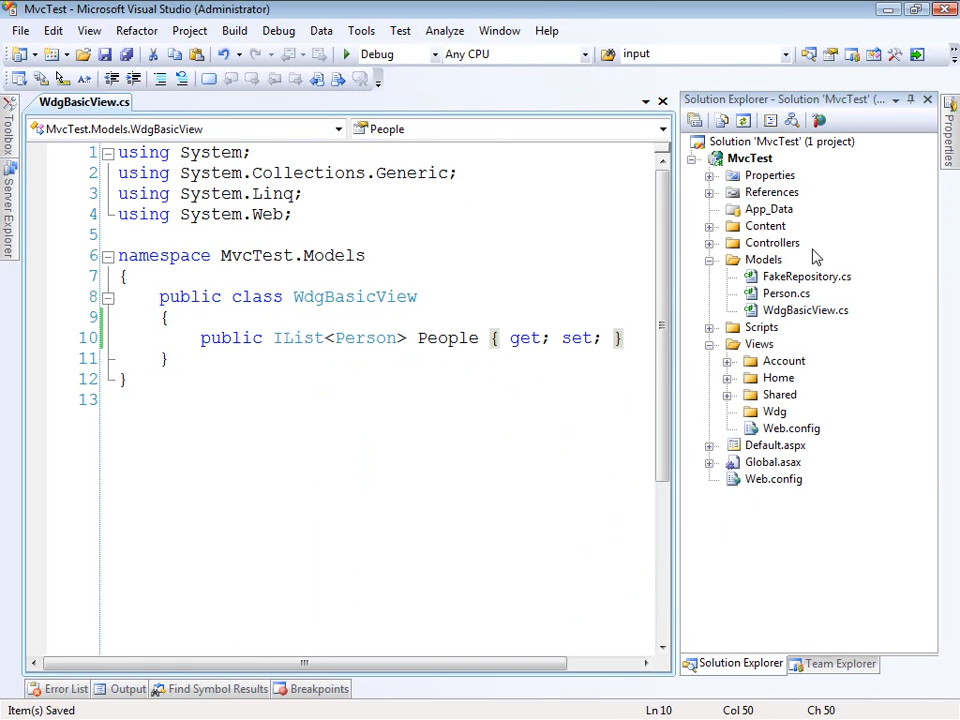 MvcTest - Microsoft Visual Studio (Administrator)
File Edit View Refactor Project Build Debug Data Tools Test Analyze Window Help
Debug Any CPU input
WdgBasicView.cs
MvcTest.Models.WdgBasicView People
1 using System;
2 using System.Collections.Generic;
3 using System.Linq;
4 using System.Web;
5
6 namespace MvcTest.Models
7 {
8 public class WdgBasicView
9 {
10 public IList<Person> People { get; set; }
11 }
12 }
13
Toolbox
Server Explorer
Solution Explorer - Solution 'MvcTest' (...
Solution 'MvcTest' (1 project)
MvcTest
Properties
References
App_Data
Content
Controllers
Models
FakeRepository.cs
Person.cs
WdgBasicView.cs
Scripts
Views
Account
Home
Shared
Wdg
Web.config
Default.aspx
Global.asax
Web.config
Solution Explorer Team Explorer
Properties
Error List Output Find Symbol Results Breakpoints
Item(s) Saved Ln 10 Col 50 Ch 50